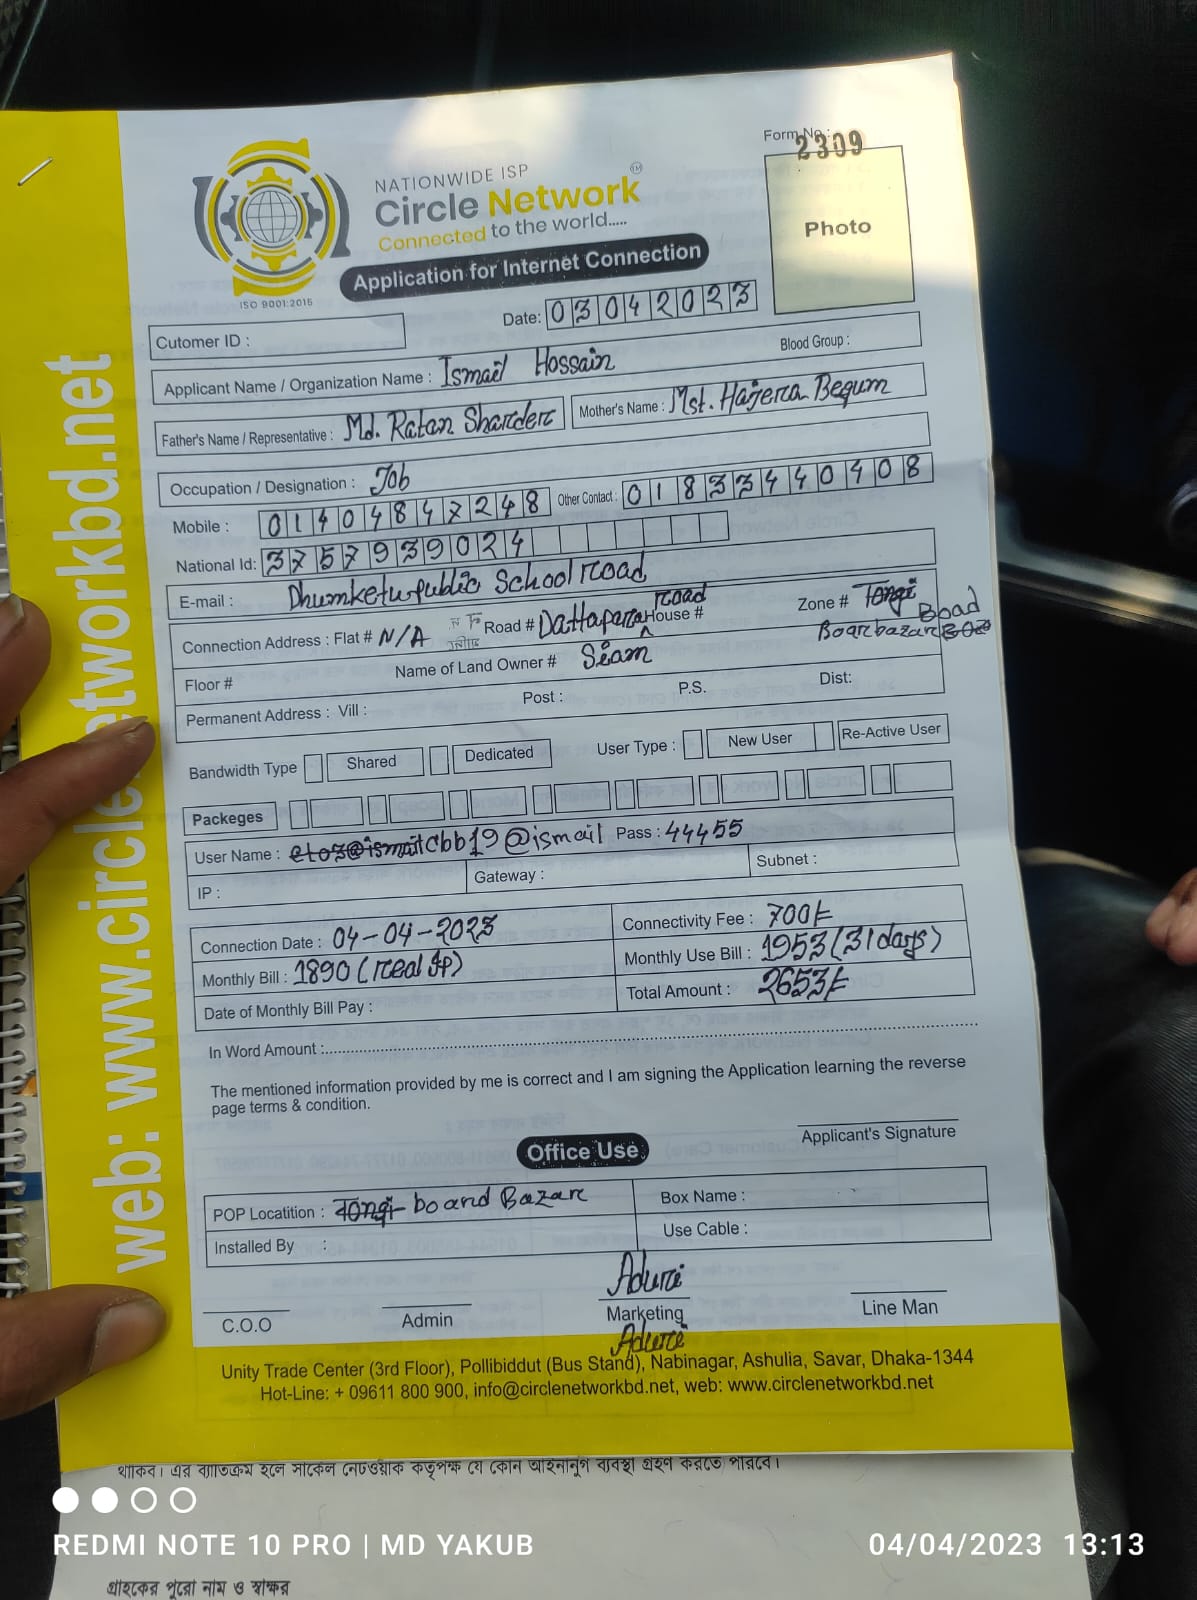 Form No.:
2309
NATIONWIDE ISP
Circle Network TM
Connected to the world.....
ISO 9001:2015
Application for Internet Connection
Photo
Date: 03042023
Cutomer ID :
Applicant Name / Organization Name : Ismail Hossain Blood Group :
Father's Name / Representative : Md. Ratan Sharder Mother's Name : Mst. Hajera Begum
Occupation / Designation : Job
Mobile : 01404847248 Other Contact : 01833440408
National Id: 3757939024
E-mail : Dhumketu public School road
Connection Address : Flat # N/A Road # Dattapara road House # Zone # Tongi
Floor # Name of Land Owner # Siam Boarbazar Boad
Permanent Address : Vill : Post : P.S. Dist:
Bandwidth Type Shared Dedicated User Type : New User Re-Active User
Packeges
User Name : cbb19@ismail Pass : 44455
IP : Gateway : Subnet :
Connection Date : 04-04-2023 Connectivity Fee : 700/-
Monthly Bill : 1890 (real Ip) Monthly Use Bill : 1953 (31 days)
Date of Monthly Bill Pay : Total Amount : 2653/-
In Word Amount :
The mentioned information provided by me is correct and I am signing the Application learning the reverse
page terms & condition.
Applicant's Signature
Office Use
POP Locatition : Tongi board Bazar Box Name :
Installed By : Use Cable :
Aduri
C.O.O Admin Marketing Line Man
Aduri
Unity Trade Center (3rd Floor), Pollibiddut (Bus Stand), Nabinagar, Ashulia, Savar, Dhaka-1344
Hot-Line: + 09611 800 900, info@circlenetworkbd.net, web: www.circlenetworkbd.net
web: www.circlenetworkbd.net
থাকিব। এর ব্যতিক্রম হলে সার্কেল নেটওয়ার্ক কর্তৃপক্ষ যে কোন আইনানুগ ব্যবস্থা গ্রহণ করতে পারবে।
গ্রাহকের পুরো নাম ও স্বাক্ষর
REDMI NOTE 10 PRO | MD YAKUB
04/04/2023 13:13